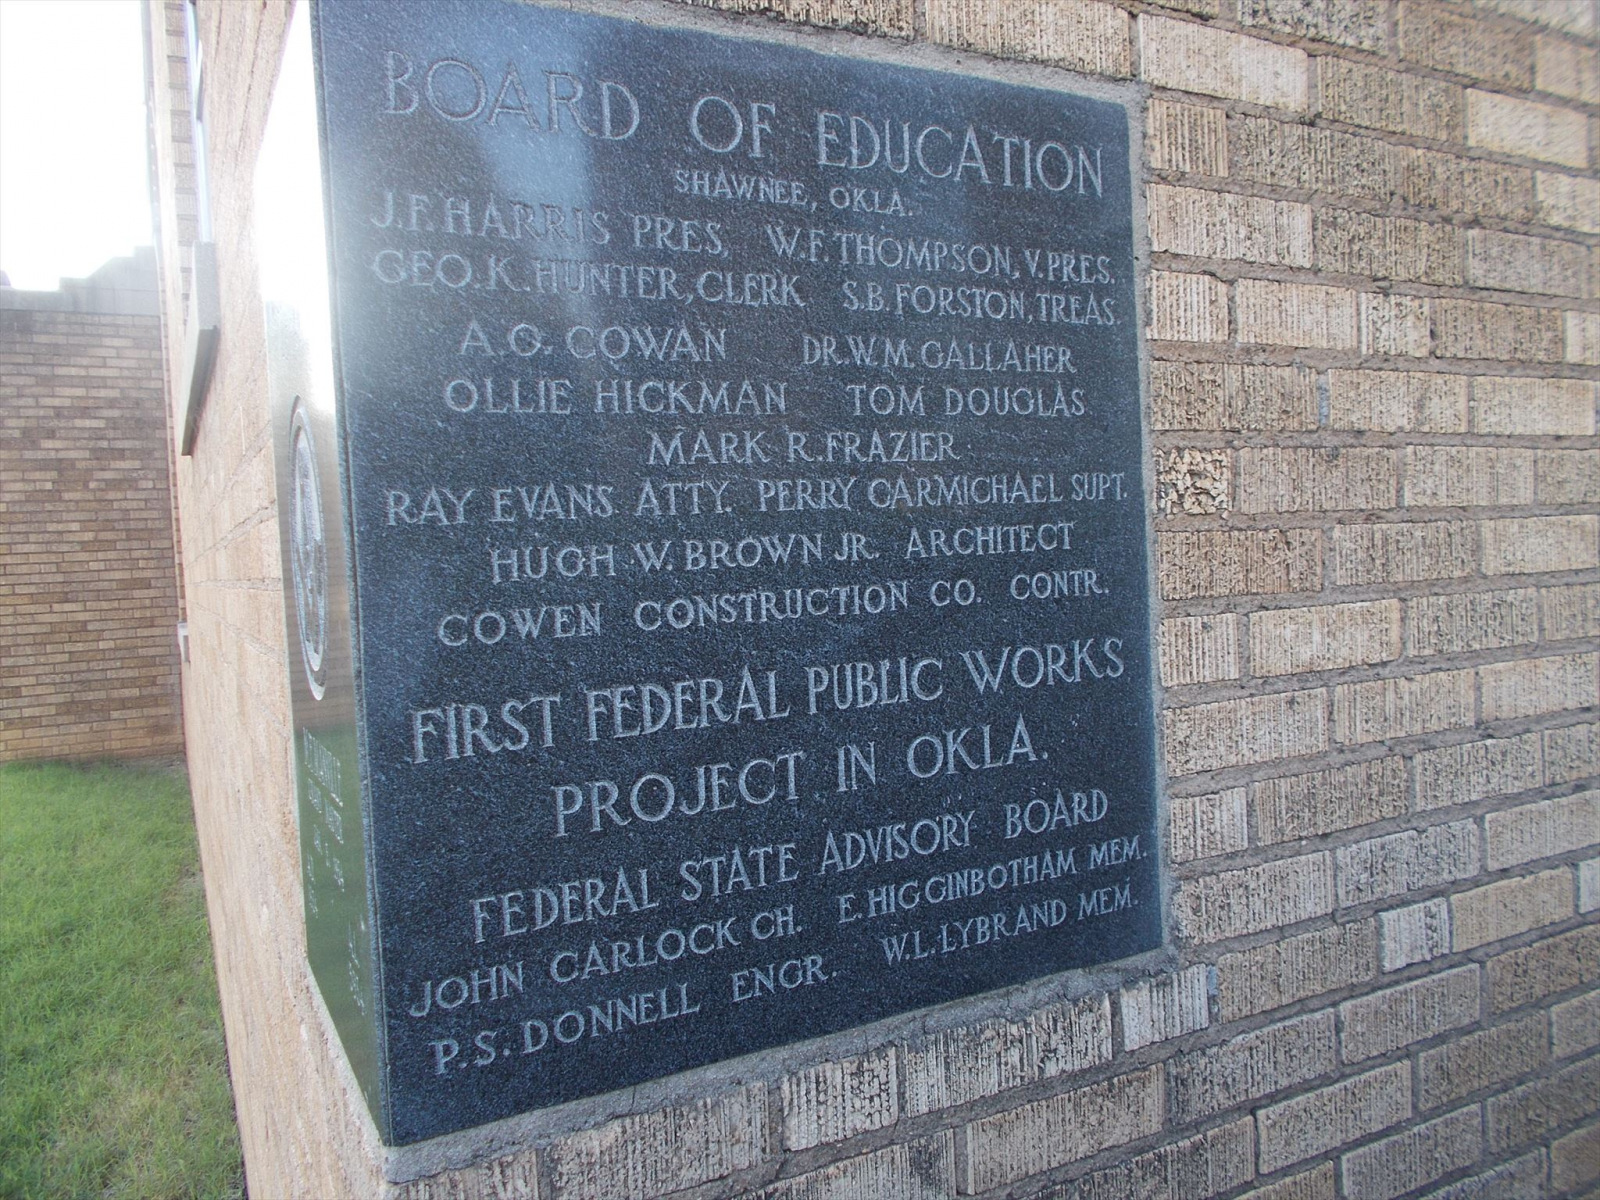 BOARD OF EDUCATION
SHAWNEE, OKLA.
J.F. HARRIS PRES, W.F. THOMPSON, V. PRES.
GEO. K. HUNTER, CLERK S.B. FORSTON, TREAS.
A.O. COWAN DR. W.M. GALLAHER
OLLIE HICKMAN TOM DOUGLAS
MARK R. FRAZIER
RAY EVANS ATTY. PERRY CARMICHAEL SUPT.
HUGH W. BROWN JR. ARCHITECT
COWEN CONSTRUCTION CO. CONTR.
FIRST FEDERAL PUBLIC WORKS
PROJECT IN OKLA.
FEDERAL STATE ADVISORY BOARD
JOHN CARLOCK CH. E. HIGGINBOTHAM MEM.
P.S. DONNELL ENGR. W.L. LYBRAND MEM.